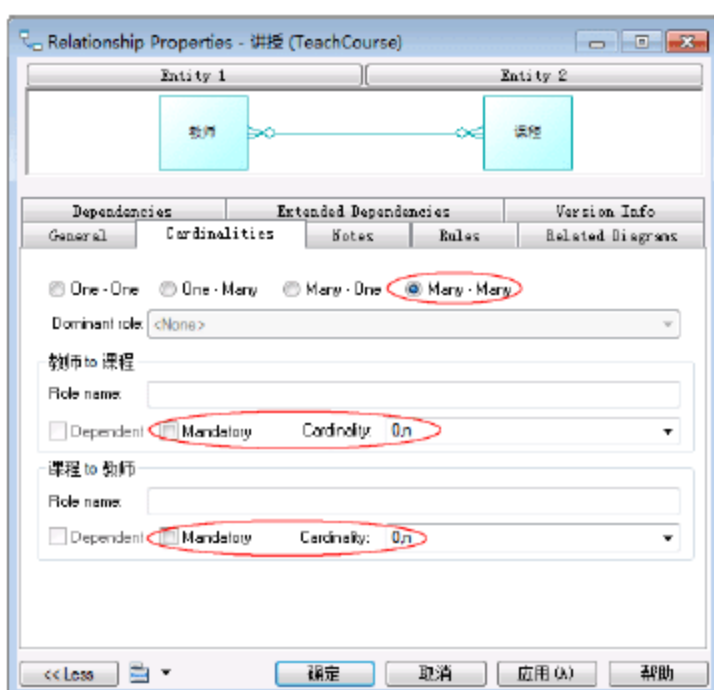 Relationship Properties - 讲授 (TeachCourse)
Entity 1 Entity 2
教师 课程
Dependencies Extended Dependencies Version Info
General Cardinalities Notes Rules Related Diagrams
One - One One - Many Many - One Many - Many
Dominant role: <None>
教师 to 课程
Role name:
Dependent Mandatory Cardinality: 0,n
课程 to 教师
Role name:
Dependent Mandatory Cardinality: 0,n
<< Less 确定 取消 应用 (A) 帮助